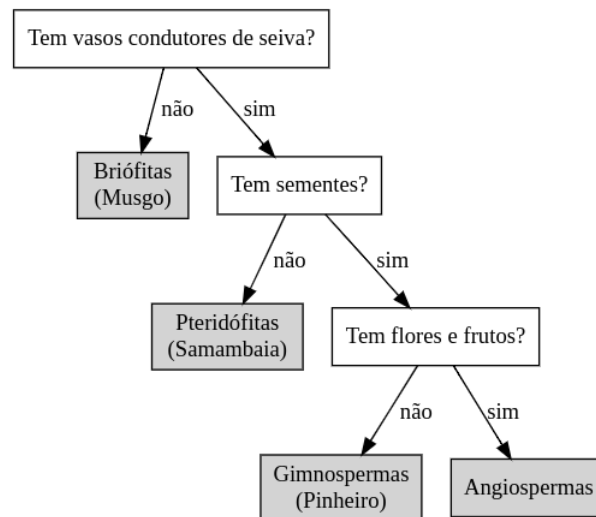 Tem vasos condutores de seiva?
não
sim
Briófitas
(Musgo)
Tem sementes?
não
sim
Pteridófitas
(Samambaia)
Tem flores e frutos?
não
sim
Gimnospermas
(Pinheiro)
Angiospermas